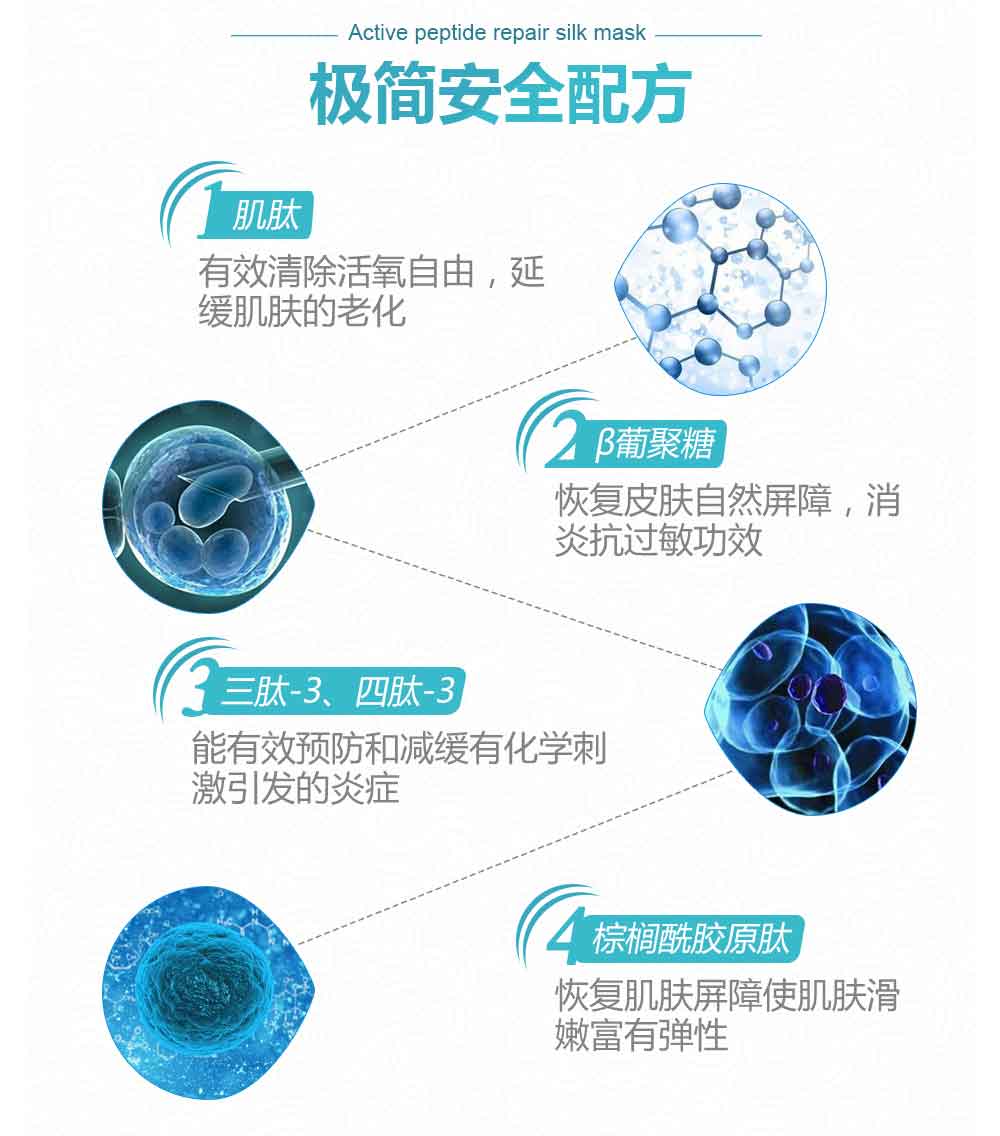 Active peptide repair silk mask
极简安全配方
1 肌肽
有效清除活氧自由，延
缓肌肤的老化
2 β葡聚糖
恢复皮肤自然屏障，消
炎抗过敏功效
3 三肽-3、四肽-3
能有效预防和减缓有化学刺
激引发的炎症
4 棕榈酰胶原肽
恢复肌肤屏障使肌肤滑
嫩富有弹性